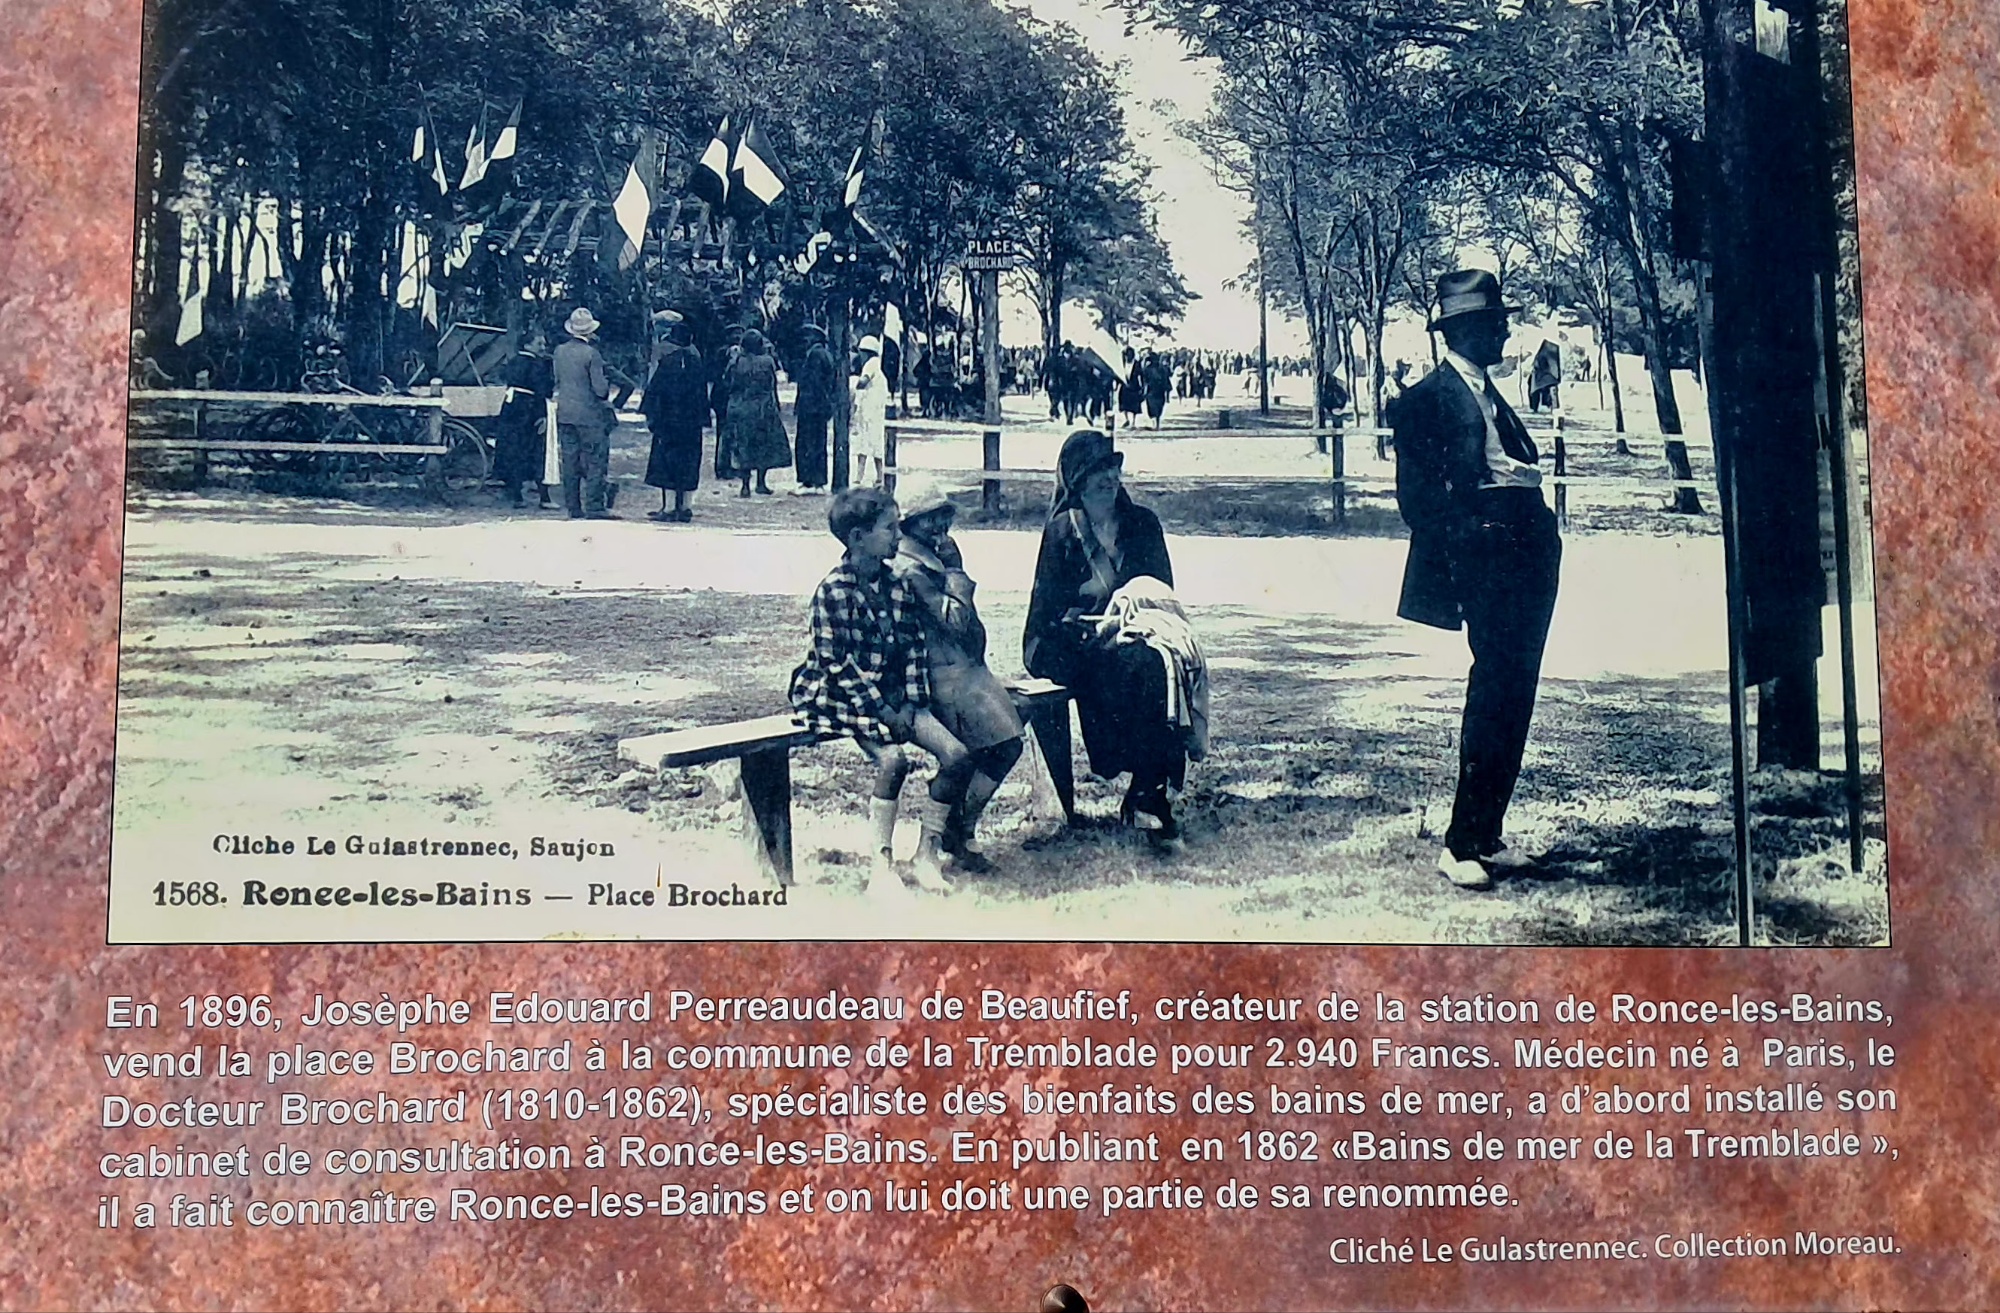 PLACE
BROCHARD
Cliche Le Gulastrennec, Saujon
1568. Ronce-les-Bains — Place Brochard
En 1896, Josèphe Edouard Perreaudeau de Beaufief, créateur de la station de Ronce-les-Bains,
vend la place Brochard à la commune de la Tremblade pour 2.940 Francs. Médecin né à Paris, le
Docteur Brochard (1810-1862), spécialiste des bienfaits des bains de mer, a d'abord installé son
cabinet de consultation à Ronce-les-Bains. En publiant en 1862 «Bains de mer de la Tremblade »,
il a fait connaître Ronce-les-Bains et on lui doit une partie de sa renommée.
Cliché Le Gulastrennec. Collection Moreau.